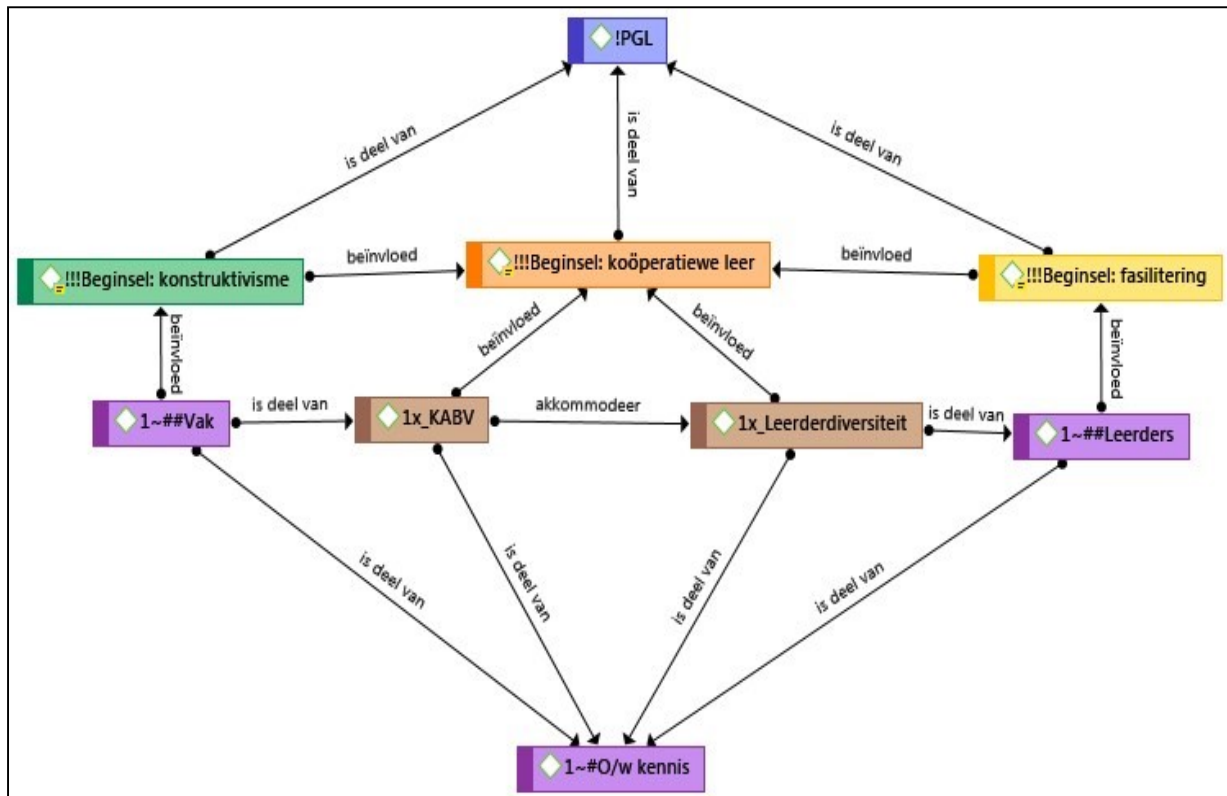 !PGL
is deel van
is deel van
is deel van
!!!Beginsel: konstruktivisme
beïnvloed
!!!Beginsel: koöperatiewe leer
beïnvloed
!!!Beginsel: fasilitering
beïnvloed
beïnvloed
beïnvloed
beïnvloed
1~##Vak
is deel van
1x_KABV
akkommodeer
1x_Leerderdiversiteit
is deel van
1~##Leerders
is deel van
is deel van
is deel van
is deel van
1~#O/w kennis